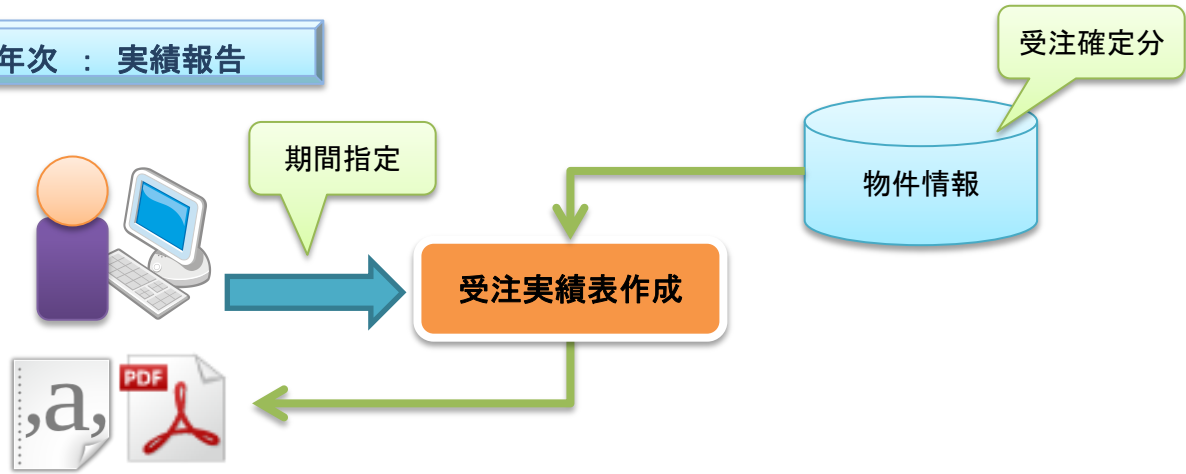 年次 : 実績報告
受注確定分
期間指定
物件情報
受注実績表作成
,a,
PDF